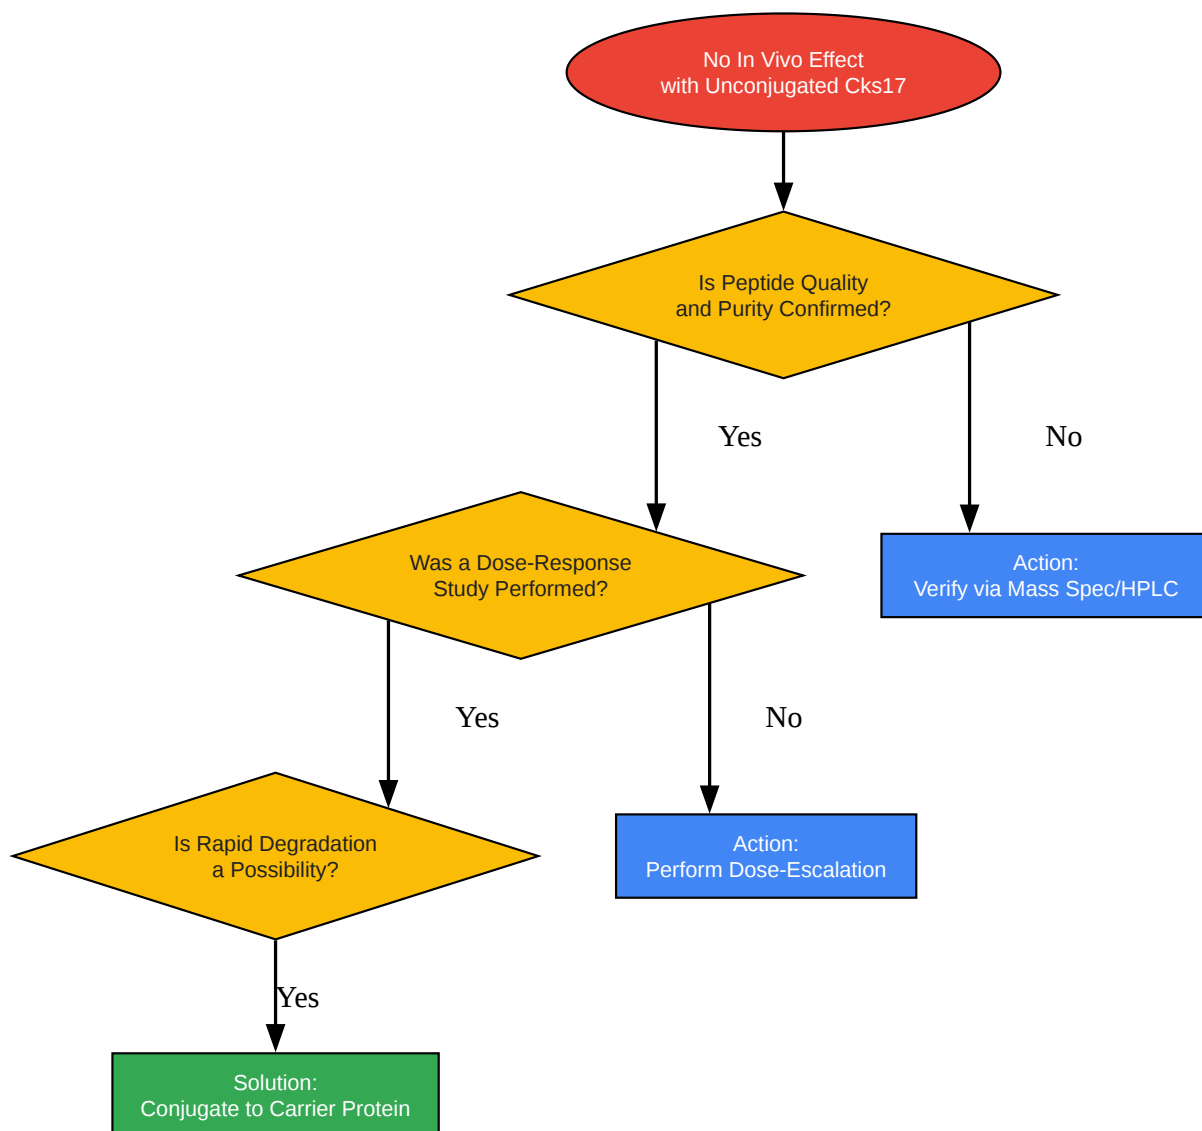 No In Vivo Effect
with Unconjugated Cks17
Is Peptide Quality
and Purity Confirmed?
Yes
No
Was a Dose-Response
Study Performed?
Action:
Verify via Mass Spec/HPLC
Yes
No
Is Rapid Degradation
a Possibility?
Action:
Perform Dose-Escalation
Yes
Solution:
Conjugate to Carrier Protein